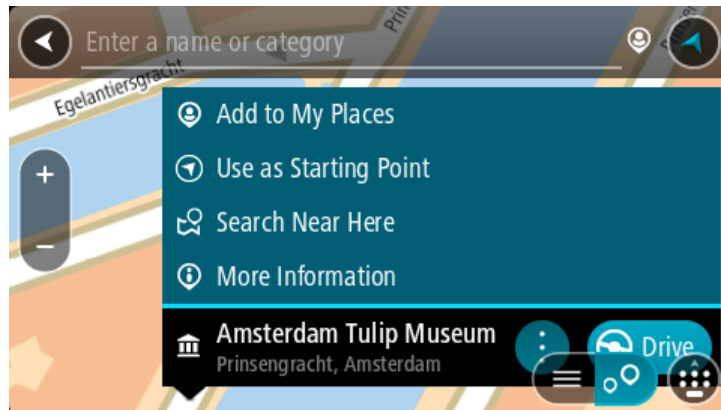 Enter a name or category
Prin
Egelantiersgracht
Add to My Places
Use as Starting Point
Search Near Here
More Information
Amsterdam Tulip Museum
Drive
Prinsengracht, Amsterdam